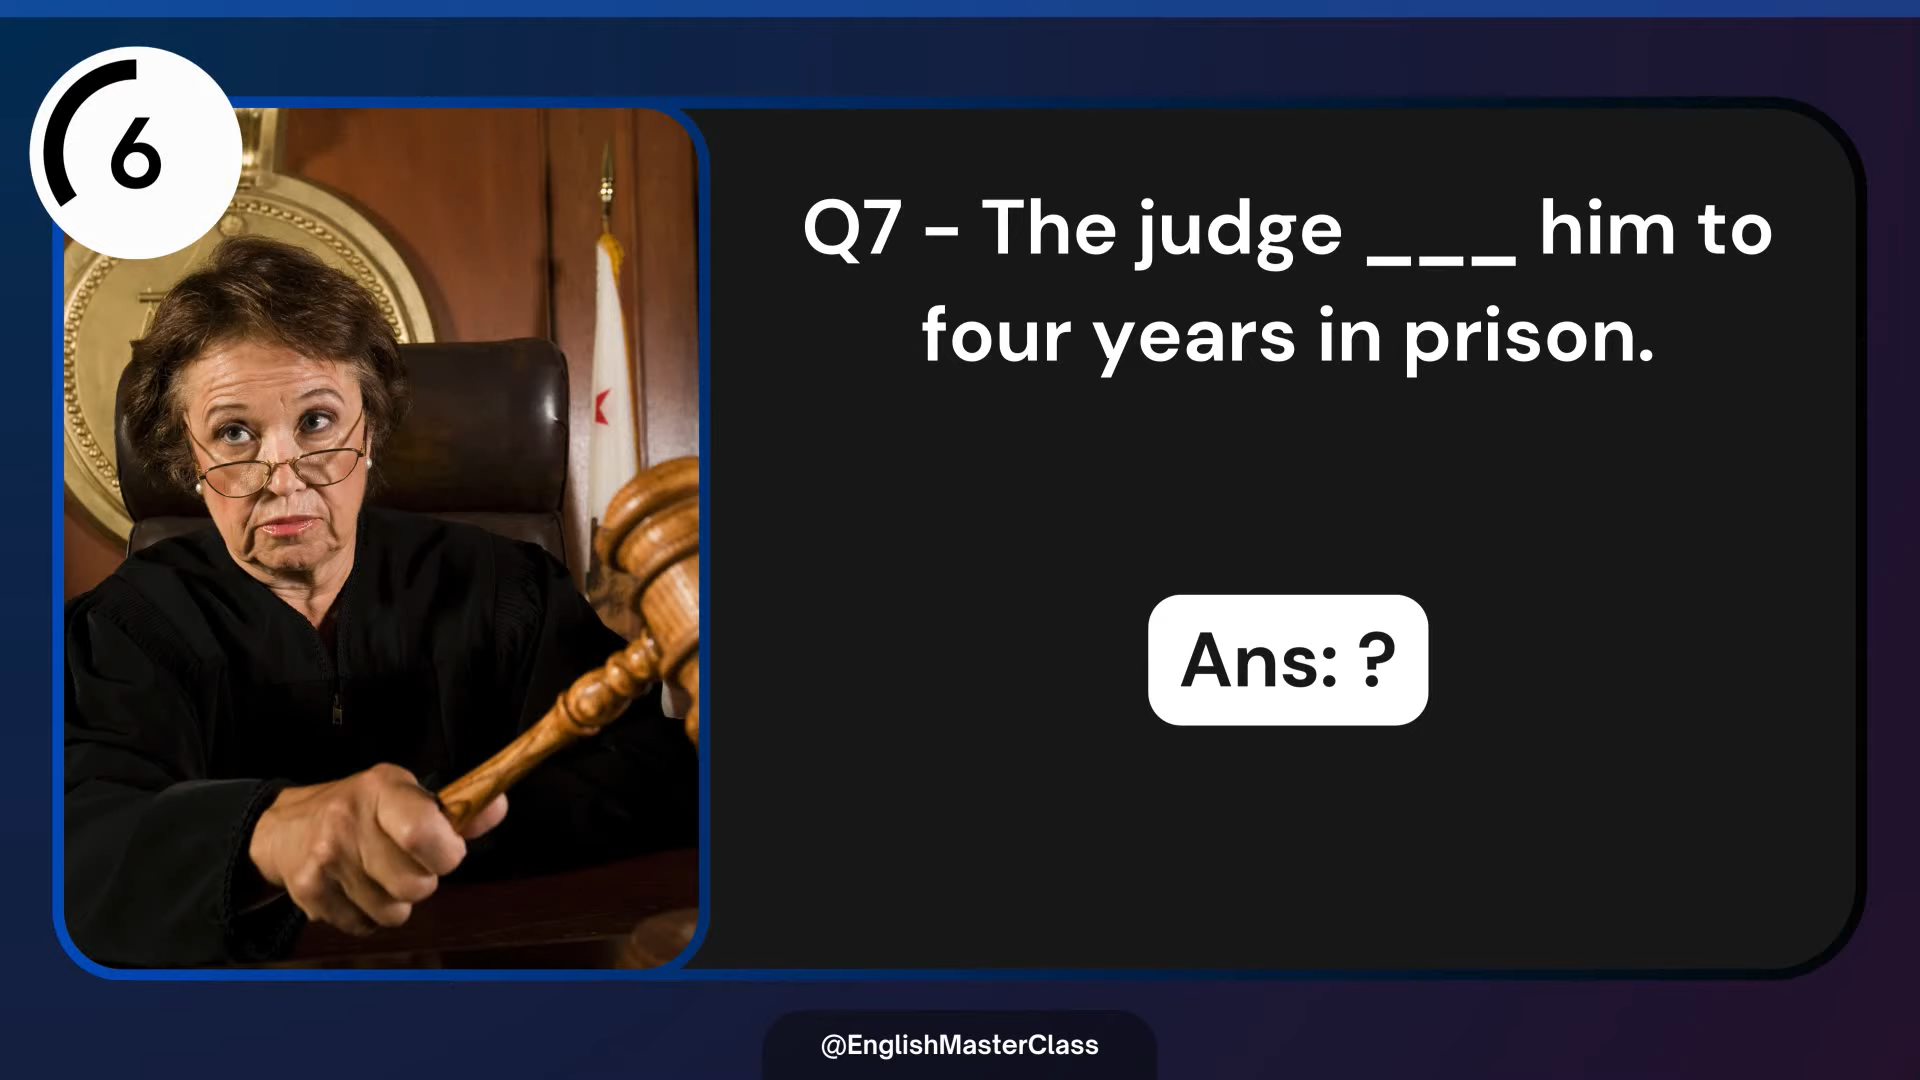 6
Q7 - The judge ___ him to
four years in prison.
Ans: ?
@EnglishMasterClass